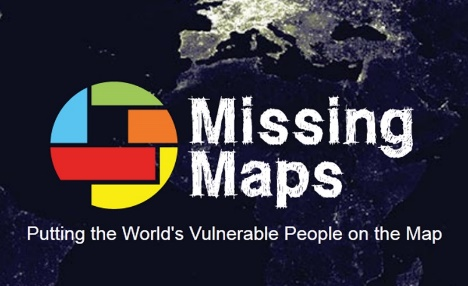 Missing
Maps
Putting the World's Vulnerable People on the Map